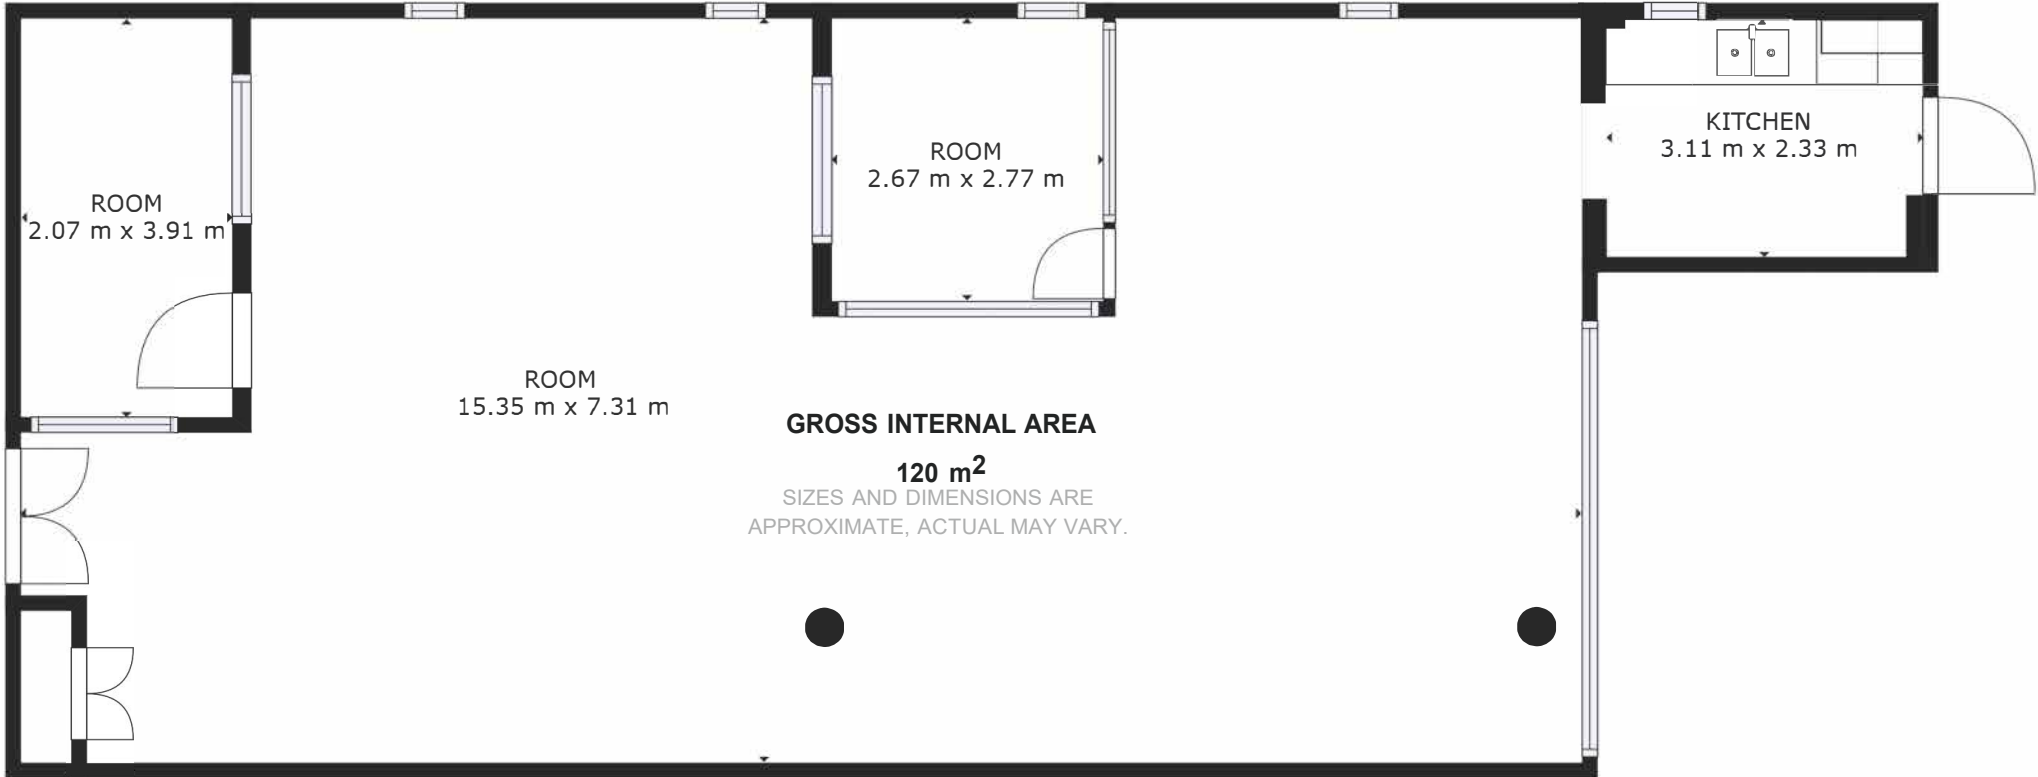 ROOM
2.07 m x 3.91 m
ROOM
15.35 m x 7.31 m
ROOM
2.67 m x 2.77 m
KITCHEN
3.11 m x 2.33 m
GROSS INTERNAL AREA
120 m²
SIZES AND DIMENSIONS ARE
APPROXIMATE, ACTUAL MAY VARY.